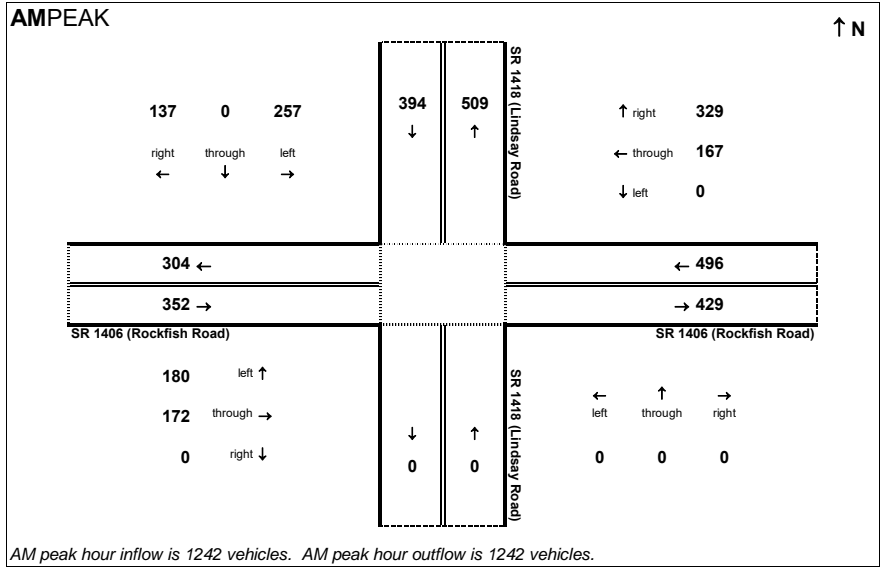 AMPEAK
↑ N
137 0 257
right through left
← ↓ →
394 509
↓ ↑
SR 1418 (Lindsay Road)
↑ right 329
← through 167
↓ left 0
304 ←
← 496
352 →
→ 429
SR 1406 (Rockfish Road)
SR 1406 (Rockfish Road)
180 left ↑
172 through →
0 right ↓
↓ ↑
0 0
SR 1418 (Lindsay Road)
← ↑ →
left through right
0 0 0
AM peak hour inflow is 1242 vehicles. AM peak hour outflow is 1242 vehicles.